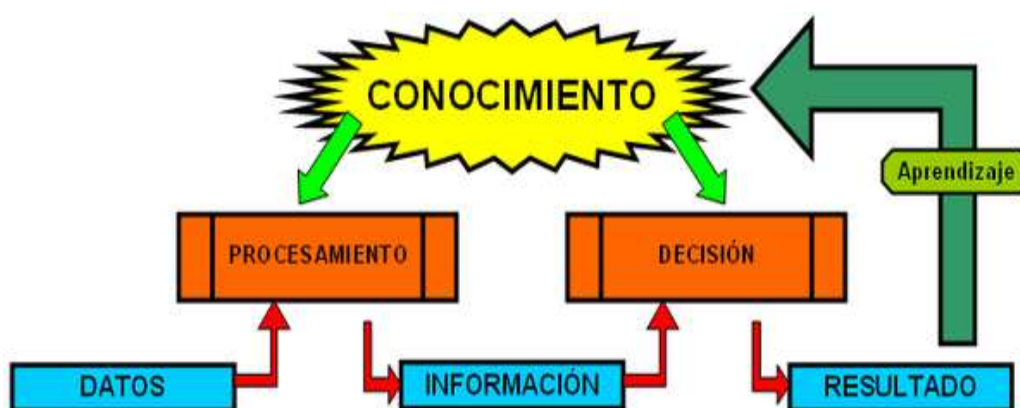 CONOCIMIENTO
Aprendizaje
PROCESAMIENTO
DECISIÓN
DATOS
INFORMACIÓN
RESULTADO